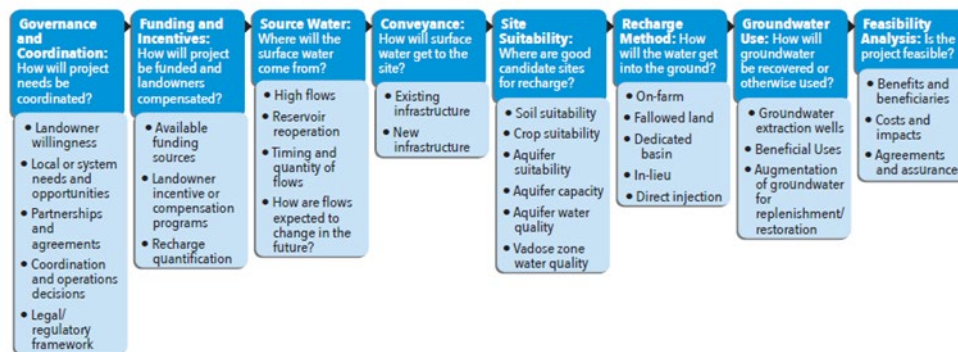 Governance
and
Coordination:
How will project
needs be
coordinated?
• Landowner
willingness
• Local or system
needs and
opportunities
• Partnerships
and
agreements
• Coordination
and operations
decisions
• Legal/
regulatory
framework
Funding and
Incentives:
How will project
be funded and
landowners
compensated?
• Available
funding
sources
• Landowner
incentive or
compensation
programs
• Recharge
quantification
Source Water:
Where will the
surface water
come from?
• High flows
• Reservoir
reoperation
• Timing and
quantity of
flows
• How are flows
expected to
change in the
future?
Conveyance:
How will surface
water get to the
site?
• Existing
infrastructure
• New
infrastructure
Site
Suitability:
Where are good
candidate sites
for recharge?
• Soil suitability
• Crop suitability
• Aquifer
suitability
• Aquifer capacity
• Aquifer water
quality
• Vadose zone
water quality
Recharge
Method: How
will the water get
into the ground?
• On-farm
• Fallowed land
• Dedicated
basin
• In-lieu
• Direct injection
Groundwater
Use: How will
groundwater
be recovered or
otherwise used?
• Groundwater
extraction wells
• Beneficial Uses
• Augmentation
of groundwater
for
replenishment/
restoration
Feasibility
Analysis: Is the
project feasible?
• Benefits and
beneficiaries
• Costs and
impacts
• Agreements
and assurance